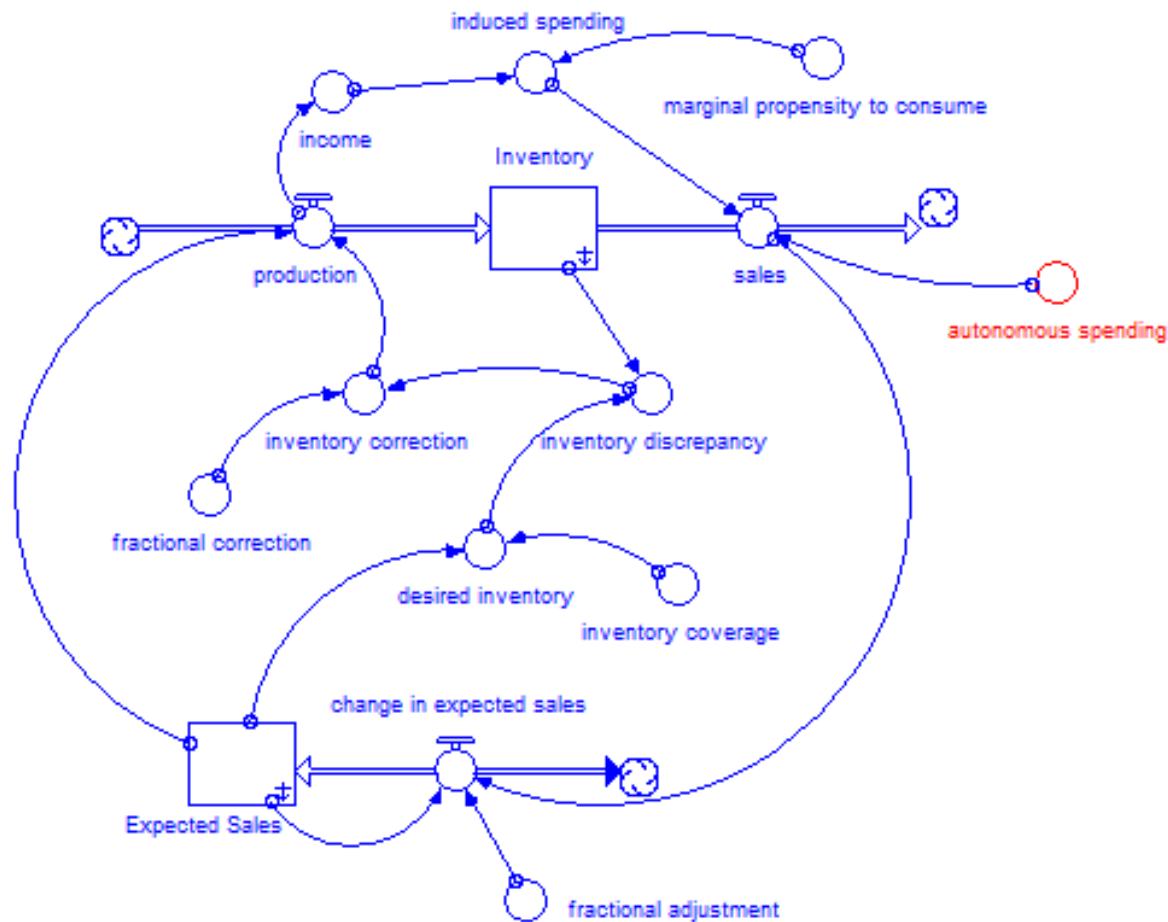 induced spending
marginal propensity to consume
income
Inventory
production
sales
autonomous spending
inventory correction
inventory discrepancy
fractional correction
desired inventory
inventory coverage
change in expected sales
Expected Sales
fractional adjustment